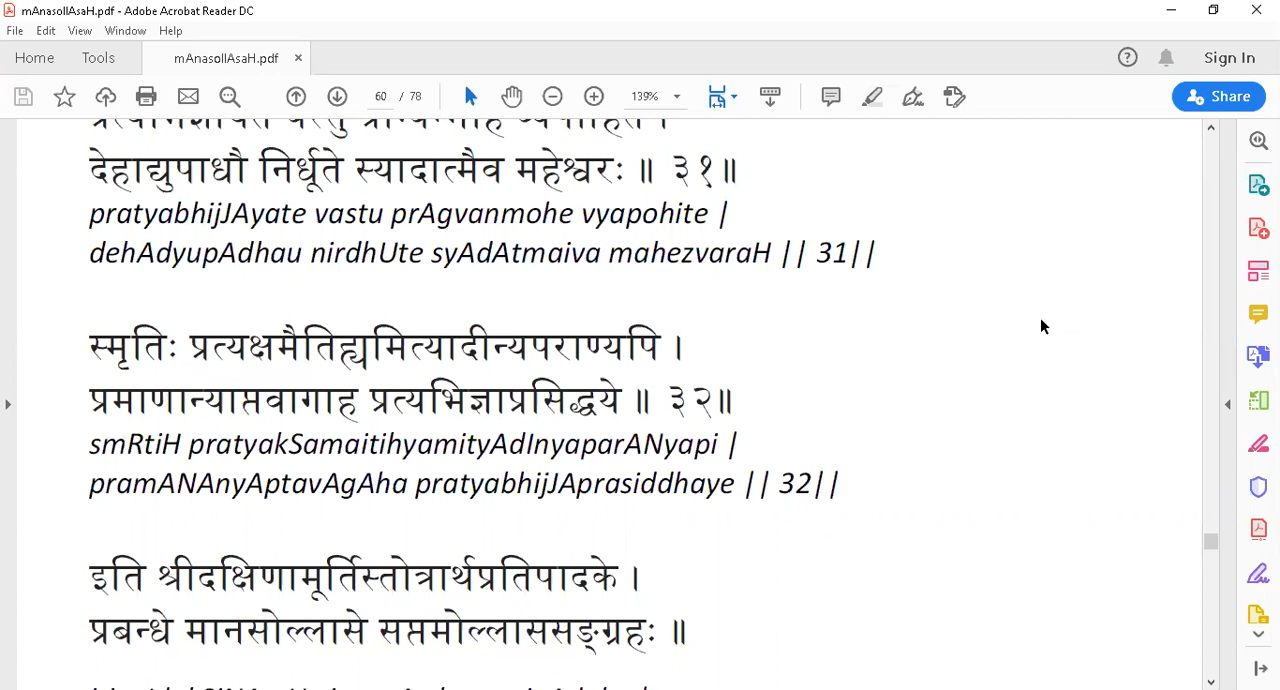 mAnasollAsaH.pdf - Adobe Acrobat Reader DC
File Edit View Window Help
Home Tools mAnasollAsaH.pdf × Sign In
60 / 78 139% Share
देहाद्युपाधौ निर्धूते स्यादात्मैव महेश्वरः ॥ ३१॥
pratyabhijJAyate vastu prAgvanmohe vyapohite |
dehAdyupAdhau nirdhUte syAdAtmaiva mahezvaraH || 31||
स्मृतिः प्रत्यक्षमैतिह्यमित्यादीन्यपराण्यपि ।
प्रमाणान्याप्तवागाह प्रत्यभिज्ञाप्रसिद्धये ॥ ३२॥
smRtiH pratyakSamaitihyamityAdInyaparANyapi |
pramANAnyAptavAgAha pratyabhijJAprasiddhaye || 32||
इति श्रीदक्षिणामूर्तिस्तोत्रार्थप्रतिपादके ।
प्रबन्धे मानसोल्लासे सप्तमोल्लाससङ्ग्रहः ॥